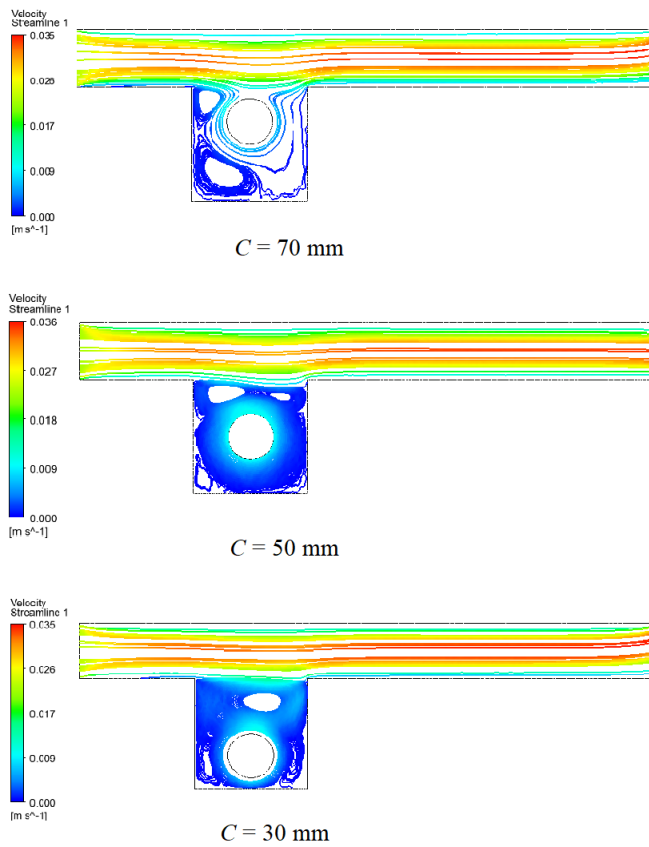 Velocity
Streamline 1
0.035
0.026
0.017
0.009
0.000
[m s^-1]
C = 70 mm
Velocity
Streamline 1
0.036
0.027
0.018
0.009
0.000
[m s^-1]
C = 50 mm
Velocity
Streamline 1
0.035
0.026
0.017
0.009
0.000
[m s^-1]
C = 30 mm